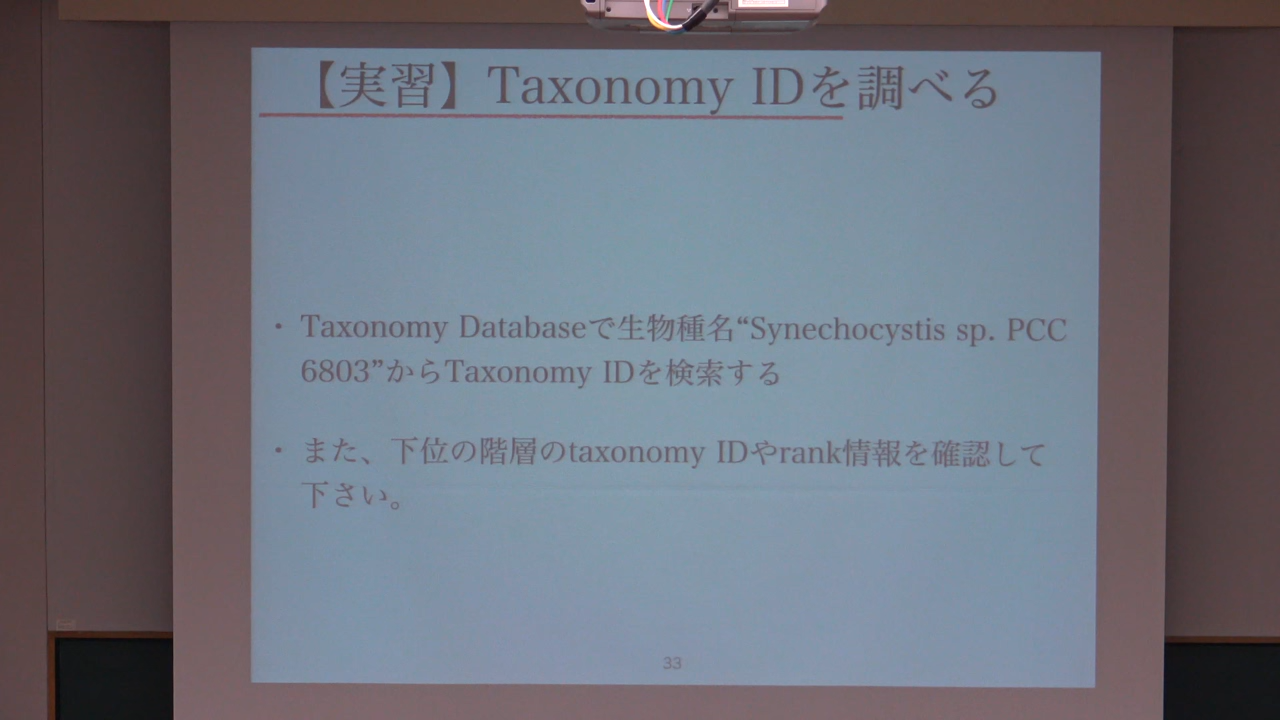 【実習】Taxonomy IDを調べる
・ Taxonomy Databaseで生物種名“Synechocystis sp. PCC
6803”からTaxonomy IDを検索する
・ また、下位の階層のtaxonomy IDやrank情報を確認して
下さい。
33